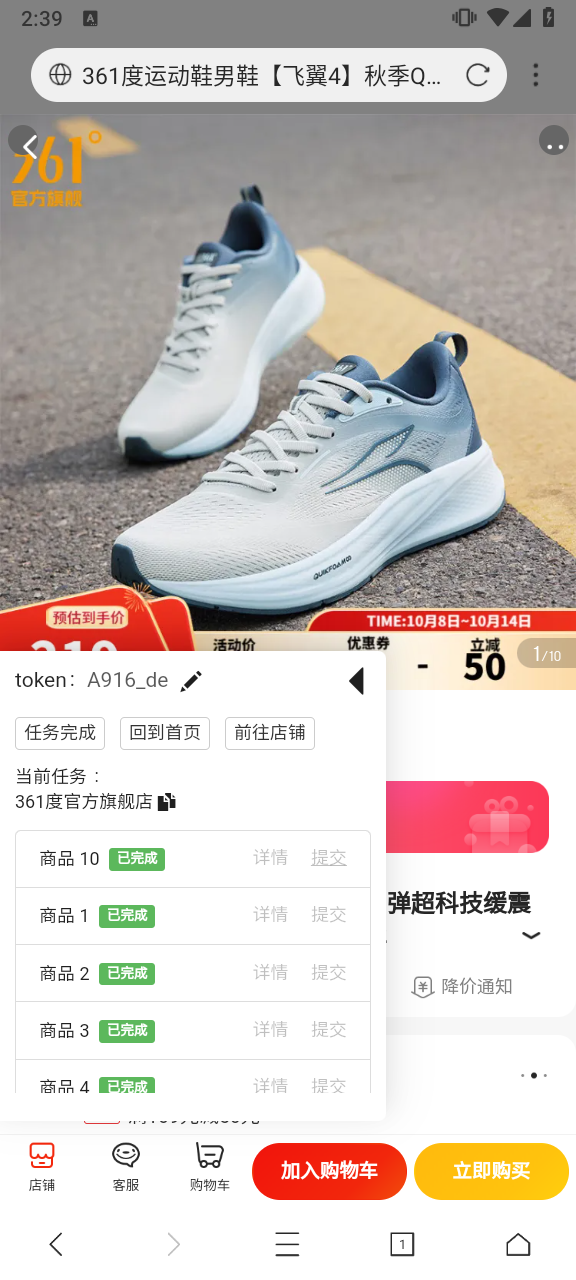 2:39
A
361度运动鞋男鞋【飞翼4】秋季Q...
361°
官方旗舰
QUIKFOAM
预估到手价
TIME:10月8日~10月14日
活动价
优惠券
立减
- 50
1/10
token: A916_de
任务完成 回到首页 前往店铺
当前任务：
361度官方旗舰店
商品 10 已完成 详情 提交
商品 1 已完成 详情 提交
商品 2 已完成 详情 提交
商品 3 已完成 详情 提交
商品 4 已完成 详情 提交
弹超科技缓震
降价通知
店铺 客服 购物车 加入购物车 立即购买
1